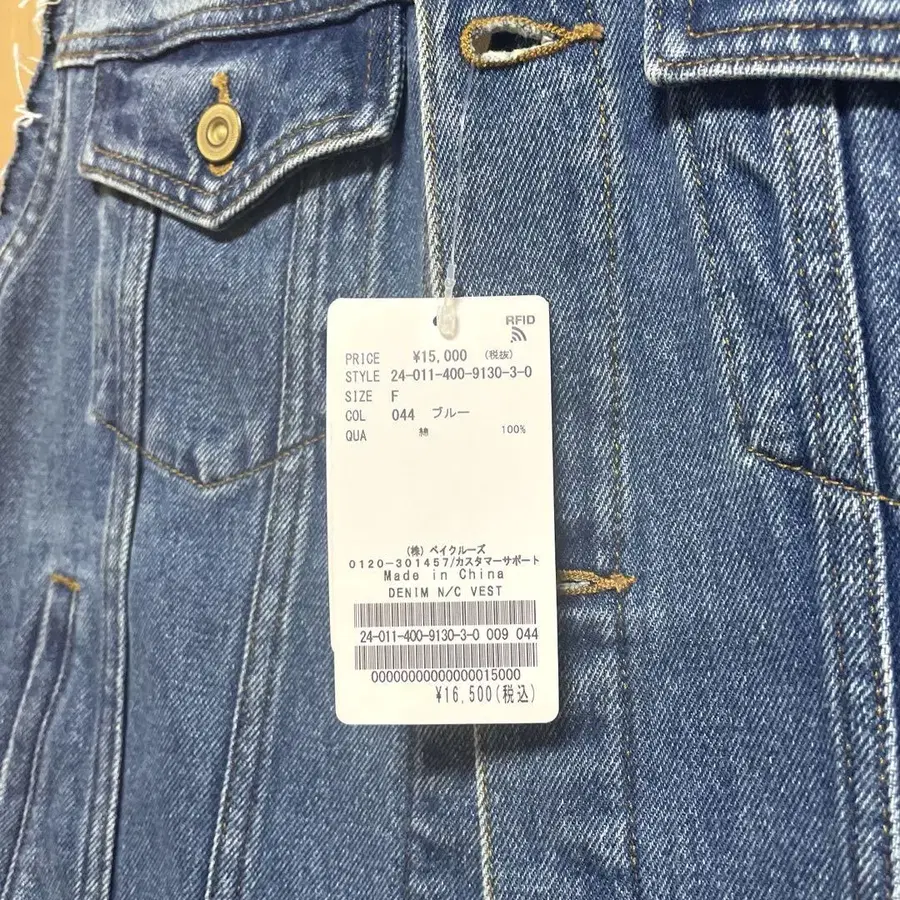 RFID
PRICE ¥15,000 (税抜)
STYLE 24-011-400-9130-3-0
SIZE F
COL 044 ブルー
QUA 綿 100%
(株) ベイクルーズ
0120-301457/カスタマーサポート
Made in China
DENIM N/C VEST
24-011-400-9130-3-0 009 044
00000000000000015000
¥16,500(税込)